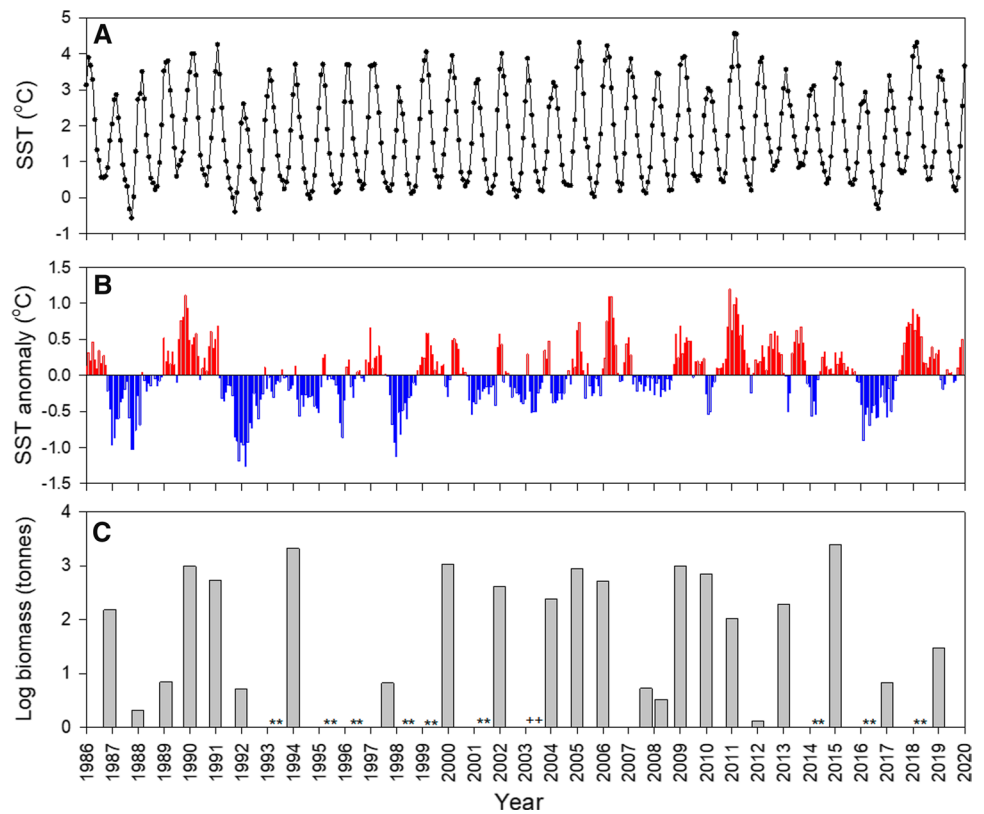 A
SST (°C)
5
4
3
2
1
0
-1
B
SST anomaly (°C)
1.5
1.0
0.5
0.0
-0.5
-1.0
-1.5
C
Log biomass (tonnes)
4
3
2
1
0
** ** ** ** ** ** ++ ** ** **
1986 1987 1988 1989 1990 1991 1992 1993 1994 1995 1996 1997 1998 1999 2000 2001 2002 2003 2004 2005 2006 2007 2008 2009 2010 2011 2012 2013 2014 2015 2016 2017 2018 2019 2020
Year